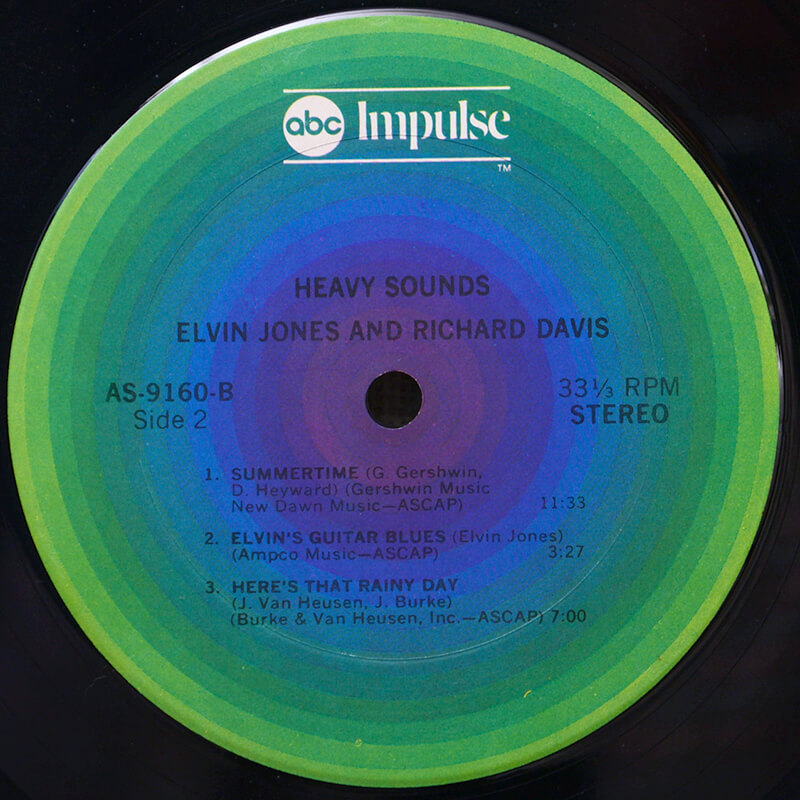 abc Impulse
TM
HEAVY SOUNDS
ELVIN JONES AND RICHARD DAVIS
AS-9160-B
Side 2
33⅓ RPM
STEREO
1. SUMMERTIME (G. Gershwin,
D. Heyward) (Gershwin Music
New Dawn Music—ASCAP) 11:33
2. ELVIN'S GUITAR BLUES (Elvin Jones)
(Ampco Music—ASCAP) 3:27
3. HERE'S THAT RAINY DAY
(J. Van Heusen, J. Burke)
(Burke & Van Heusen, Inc.—ASCAP) 7:00